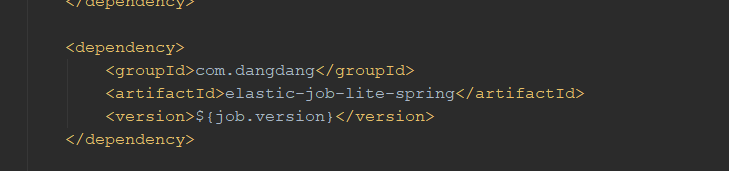 </dependency>
<dependency>
<groupId>com.dangdang</groupId>
<artifactId>elastic-job-lite-spring</artifactId>
<version>${job.version}</version>
</dependency>